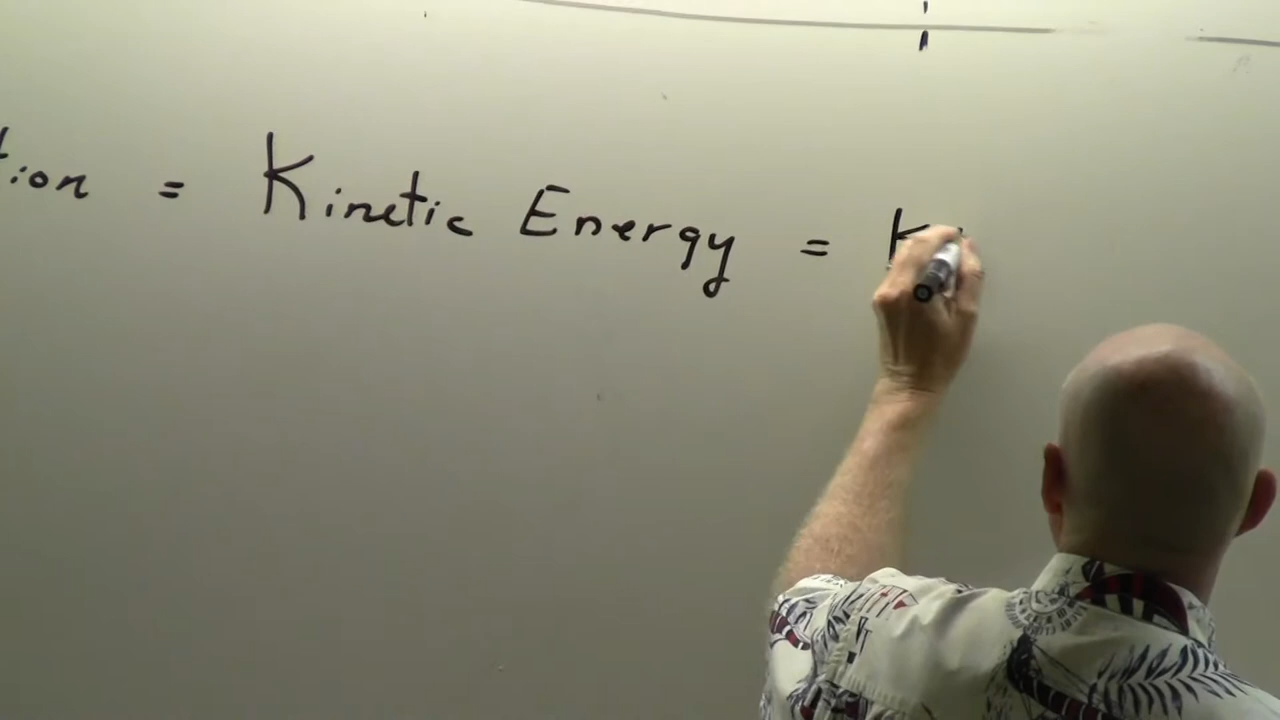 tion = Kinetic Energy = K